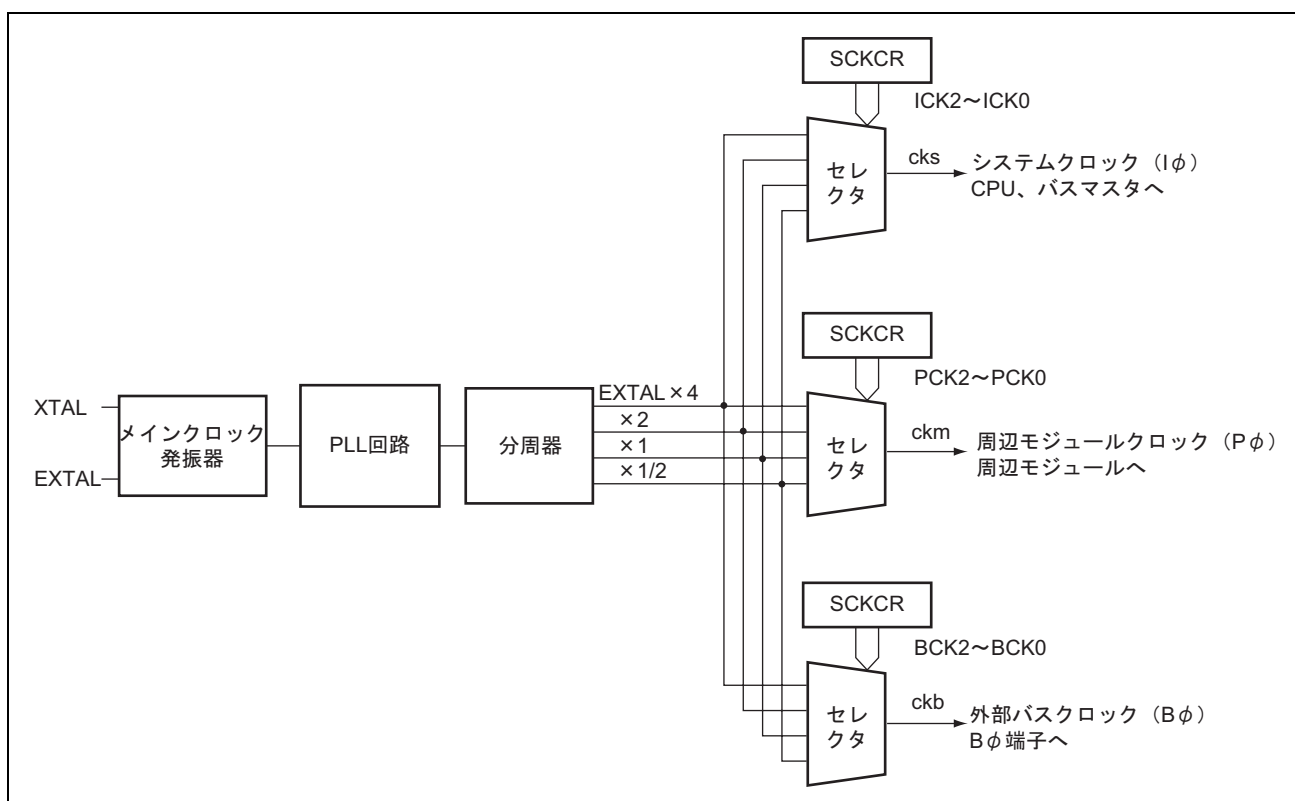 SCKCR
ICK2～ICK0
セレ
クタ
cks
システムクロック（Iφ）
CPU、バスマスタへ
SCKCR
PCK2～PCK0
XTAL
EXTAL
メインクロック
発振器
PLL回路
分周器
EXTAL×4
×2
×1
×1/2
セレ
クタ
ckm
周辺モジュールクロック（Pφ）
周辺モジュールへ
SCKCR
BCK2～BCK0
セレ
クタ
ckb
外部バスクロック（Bφ）
Bφ端子へ